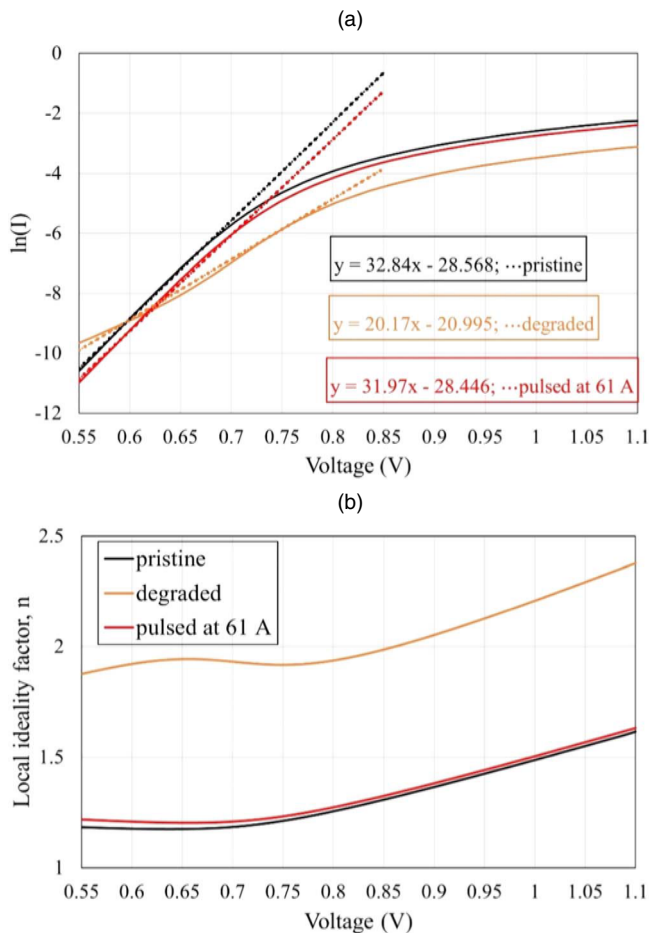 (a)
0
-2
-4
-6
-8
-10
-12
ln(I)
y = 32.84x - 28.568; ···pristine
y = 20.17x - 20.995; ···degraded
y = 31.97x - 28.446; ···pulsed at 61 A
0.55 0.6 0.65 0.7 0.75 0.8 0.85 0.9 0.95 1 1.05 1.1
Voltage (V)
(b)
2.5
2
1.5
1
Local ideality factor, n
pristine
degraded
pulsed at 61 A
0.55 0.6 0.65 0.7 0.75 0.8 0.85 0.9 0.95 1 1.05 1.1
Voltage (V)